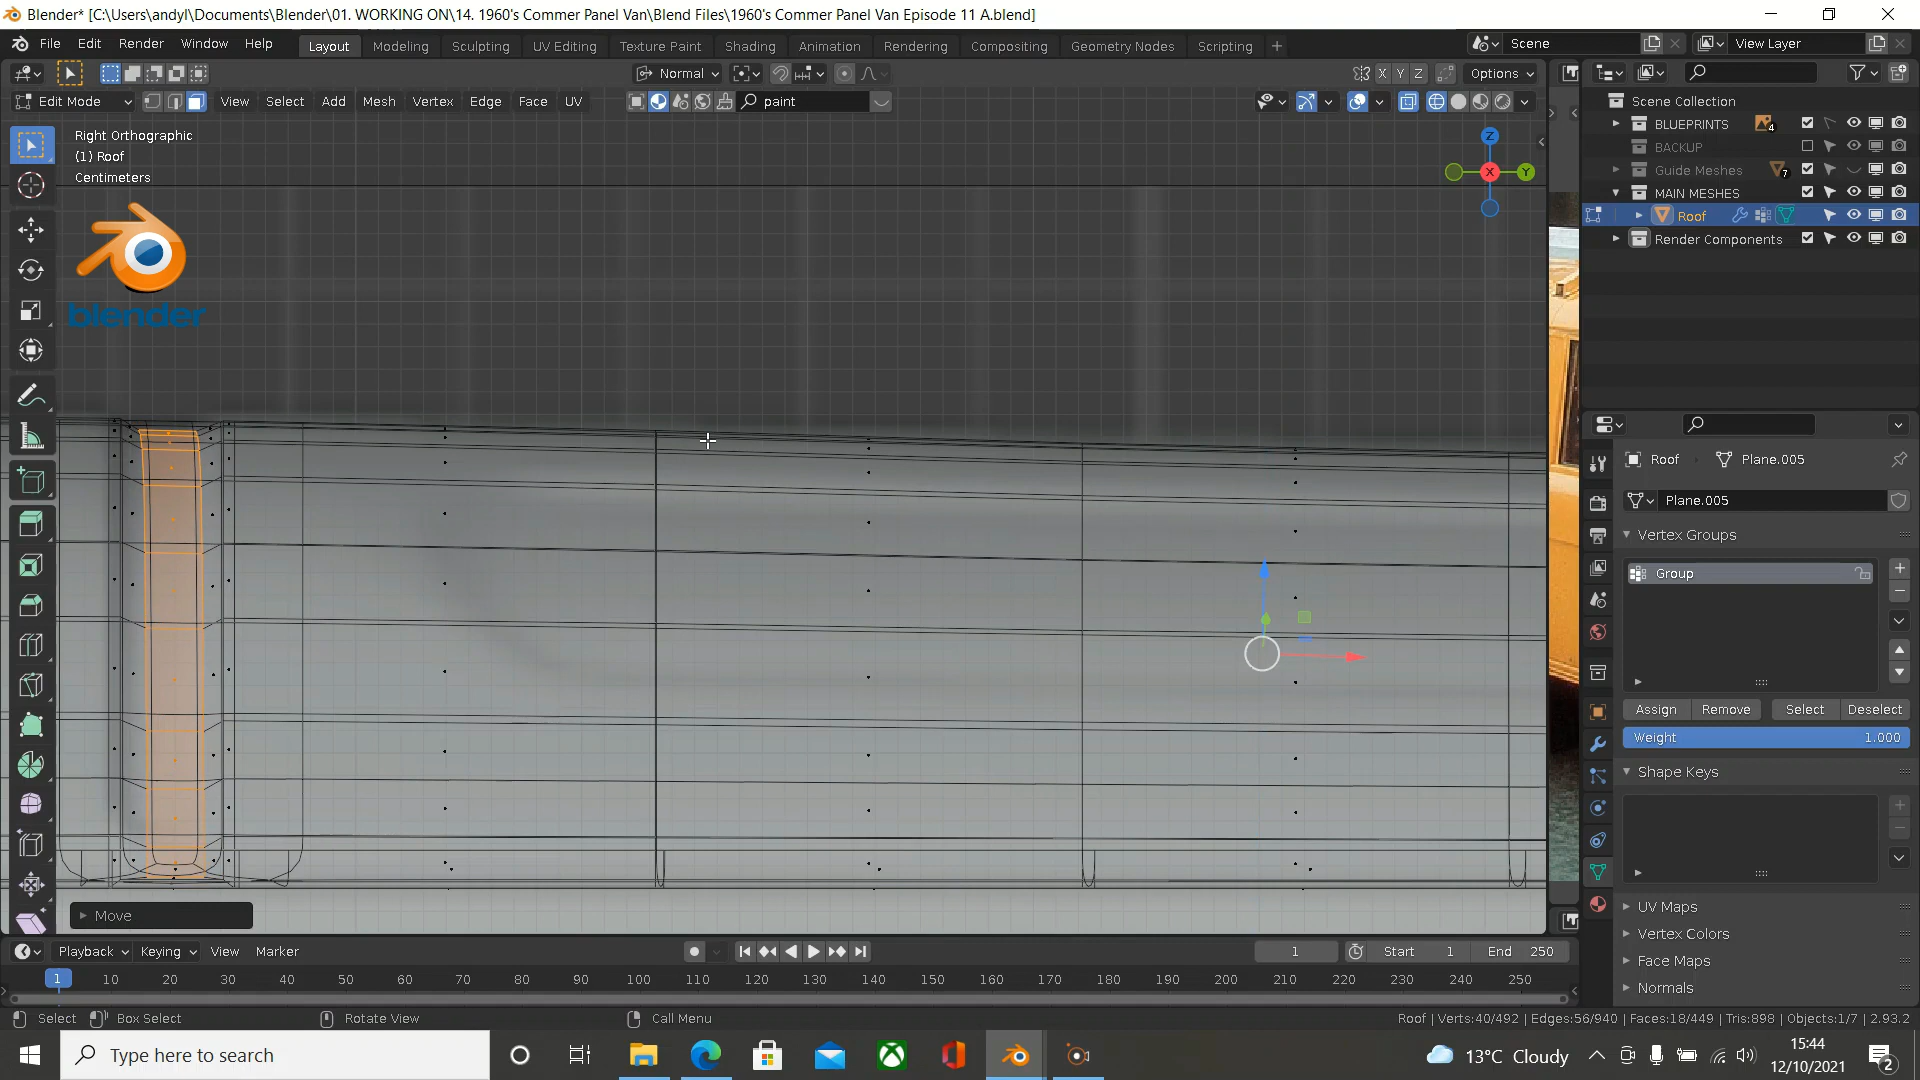 Blender* [C:\Users\andyl\Documents\Blender\01. WORKING ON\14. 1960's Commer Panel Van\Blend Files\1960's Commer Panel Van Episode 11 A.blend]
File Edit Render Window Help Layout Modeling Sculpting UV Editing Texture Paint Shading Animation Rendering Compositing Geometry Nodes Scripting + Scene View Layer
Normal X Y Z Options
Edit Mode View Select Add Mesh Vertex Edge Face UV paint
Scene Collection
BLUEPRINTS 4
BACKUP
Guide Meshes 7
MAIN MESHES
Roof
Render Components
Right Orthographic
(1) Roof
Centimeters
Z
X
Y
blender
Roof Plane.005
Plane.005
Vertex Groups
Group
Assign Remove Select Deselect
Weight 1.000
Shape Keys
UV Maps
Vertex Colors
Face Maps
Normals
Move
Playback Keying View Marker 1 Start 1 End 250
1 10 20 30 40 50 60 70 80 90 100 110 120 130 140 150 160 170 180 190 200 210 220 230 240 250
Select Box Select Rotate View Call Menu Roof | Verts:40/492 | Edges:56/940 | Faces:18/449 | Tris:898 | Objects:1/7 | 2.93.2
Type here to search
13°C Cloudy
15:44
12/10/2021
2